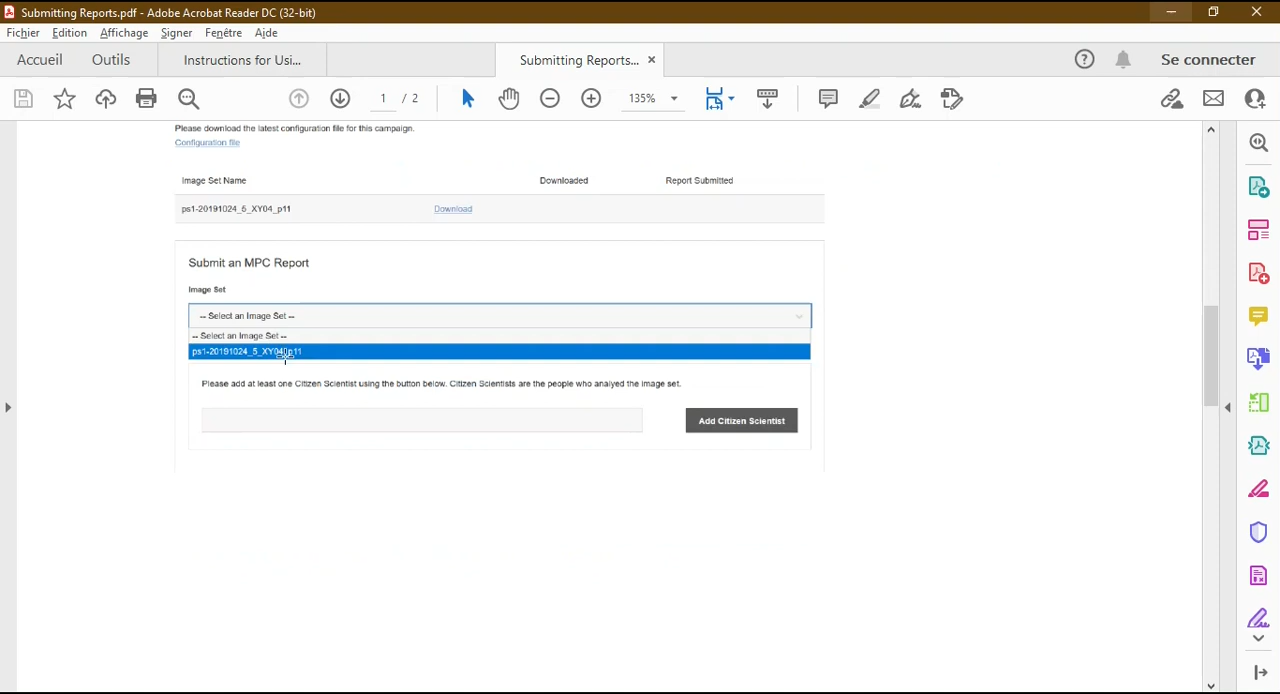 Submitting Reports.pdf - Adobe Acrobat Reader DC (32-bit)
Fichier Edition Affichage Signer Fenêtre Aide
Accueil Outils Instructions for Usi... Submitting Reports... × Se connecter
1 / 2 135%
Please download the latest configuration file for this campaign.
Configuration file
Image Set Name Downloaded Report Submitted
ps1-20191024_5_XY04_p11 Download
Submit an MPC Report
Image Set
-- Select an Image Set --
-- Select an Image Set --
ps1-20191024_5_XY04_p11
Please add at least one Citizen Scientist using the button below. Citizen Scientists are the people who analyed the image set.
Add Citizen Scientist